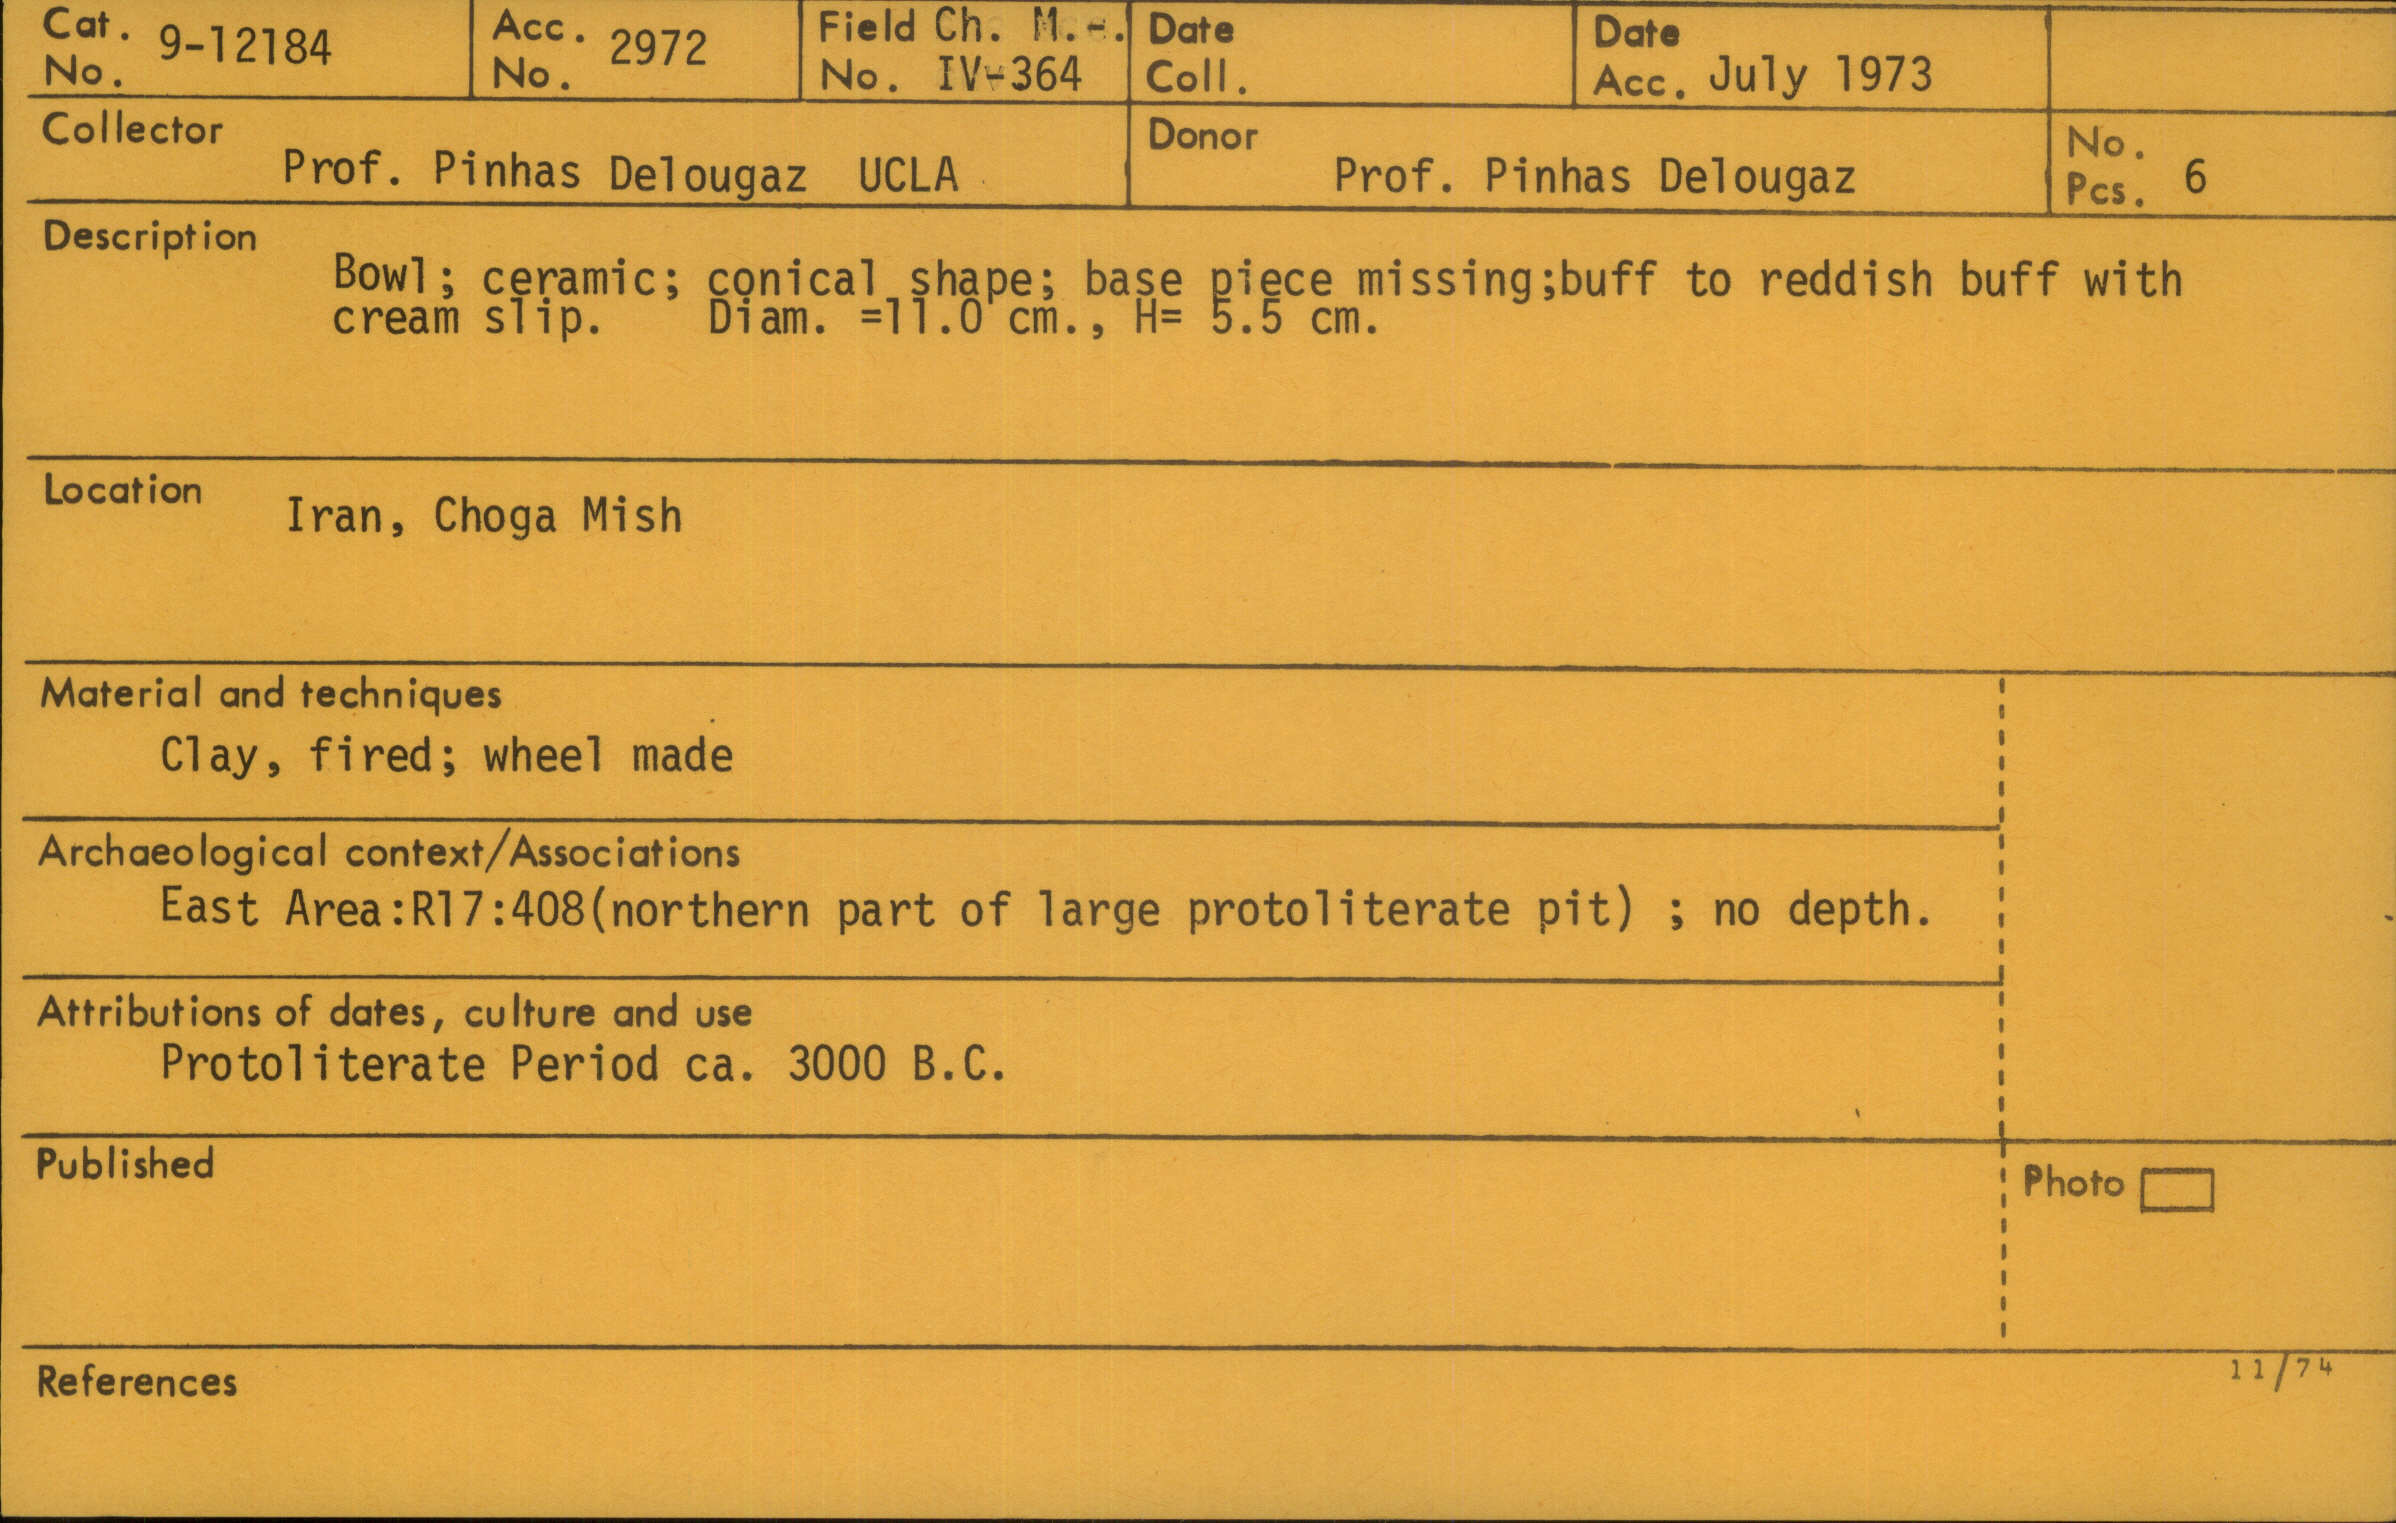 Cat. No. 9-12184
Acc. No. 2972
Field No. Ch. M. IV-364
Date Coll.
Date Acc. July 1973
Collector
Prof. Pinhas Delougaz UCLA
Donor
Prof. Pinhas Delougaz
No. Pcs. 6
Description
Bowl; ceramic; conical shape; base piece missing;buff to reddish buff with
cream slip. Diam. =11.0 cm., H= 5.5 cm.
Location
Iran, Choga Mish
Material and techniques
Clay, fired; wheel made
Archaeological context/Associations
East Area:R17:408(northern part of large protoliterate pit) ; no depth.
Attributions of dates, culture and use
Protoliterate Period ca. 3000 B.C.
Published
Photo
References
11/74